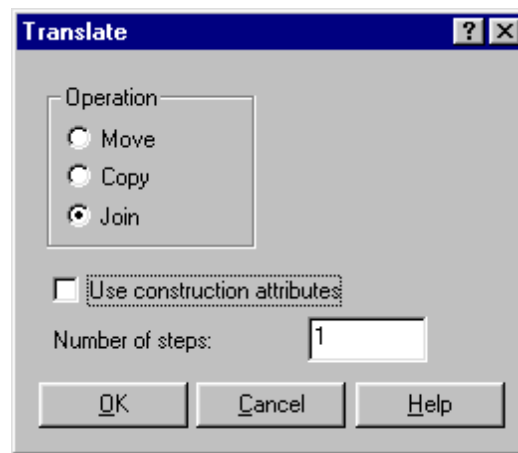 Translate
Operation
Move
Copy
Join
Use construction attributes
Number of steps: 1
OK Cancel Help